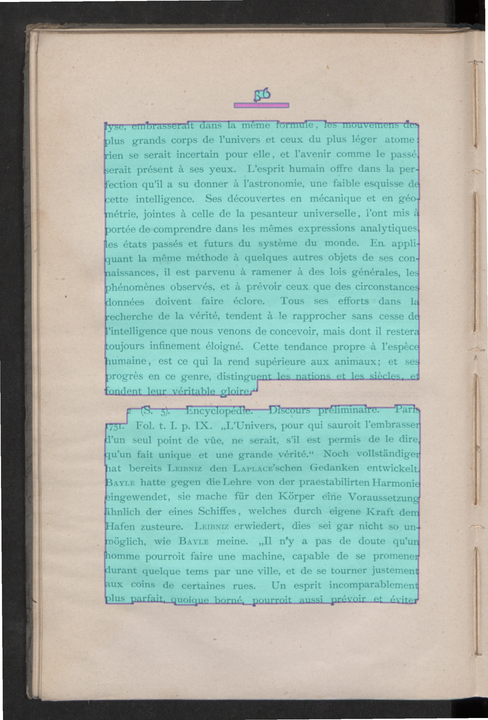 36
lyse, embrasserait dans la même formule, les mouvemens des
plus grands corps de l'univers et ceux du plus léger atome:
rien se serait incertain pour elle, et l'avenir comme le passé,
serait présent à ses yeux. L'esprit humain offre dans la per-
fection qu'il a su donner à l'astronomie, une faible esquisse de
cette intelligence. Ses découvertes en mécanique et en géo-
métrie, jointes à celle de la pesanteur universelle, l'ont mis à
portée de comprendre dans les mêmes expressions analytiques,
les états passés et futurs du système du monde. En appli-
quant la même méthode à quelques autres objets de ses con-
naissances, il est parvenu à ramener à des lois générales, les
phénomènes observés, et à prévoir ceux que des circonstances
données doivent faire éclore. Tous ses efforts dans la
recherche de la vérité, tendent à le rapprocher sans cesse de
l'intelligence que nous venons de concevoir, mais dont il restera
toujours infinement éloigné. Cette tendance propre à l'espèce
humaine, est ce qui la rend supérieure aux animaux; et ses
progrès en ce genre, distinguent les nations et les siècles, et
fondent leur véritable gloire."
(S. 5). Encyclopédie. Discours préliminaire. Paris
1751. Fol. t. I. p. IX. „L'Univers, pour qui sauroit l'embrasser
d'un seul point de vûe, ne serait, s'il est permis de le dire,
qu'un fait unique et une grande vérité." Noch vollständiger
hat bereits Leibniz den Laplace'schen Gedanken entwickelt.
Bayle hatte gegen die Lehre von der praestabilirten Harmonie
eingewendet, sie mache für den Körper eine Voraussetzung
ähnlich der eines Schiffes, welches durch eigene Kraft dem
Hafen zusteure. Leibniz erwiedert, dies sei gar nicht so un-
möglich, wie Bayle meine. „Il n'y a pas de doute qu'un
homme pourroit faire une machine, capable de se promener
durant quelque tems par une ville, et de se tourner justement
aux coins de certaines rues. Un esprit incomparablement
plus parfait, quoique borné, pourroit aussi prévoir et éviter